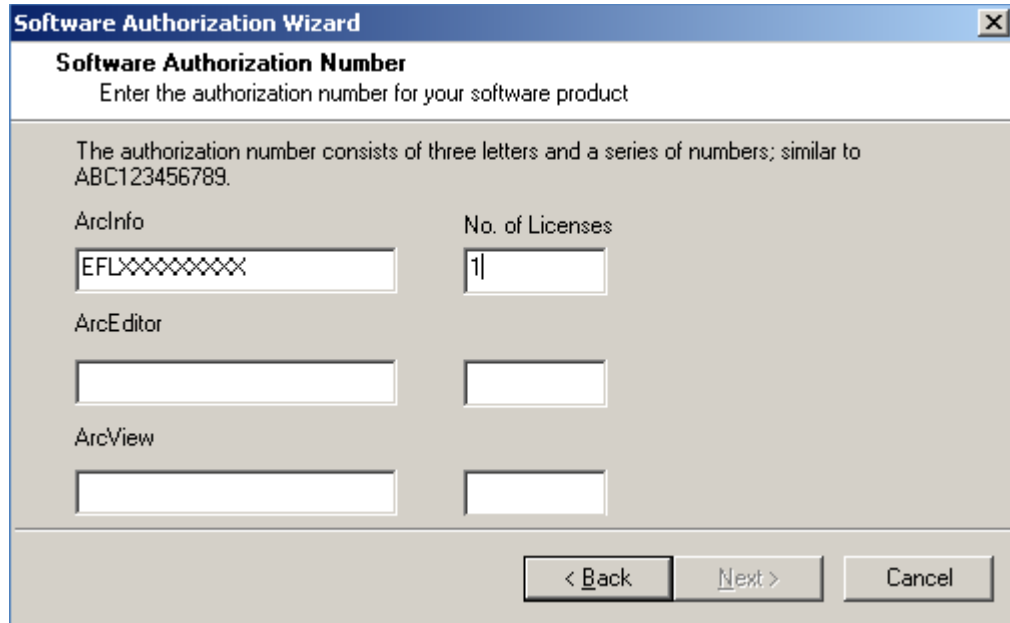 Software Authorization Wizard
Software Authorization Number
Enter the authorization number for your software product
The authorization number consists of three letters and a series of numbers; similar to
ABC123456789.
ArcInfo
No. of Licenses
EFLXXXXXXXXX
1
ArcEditor
ArcView
< Back
Next >
Cancel